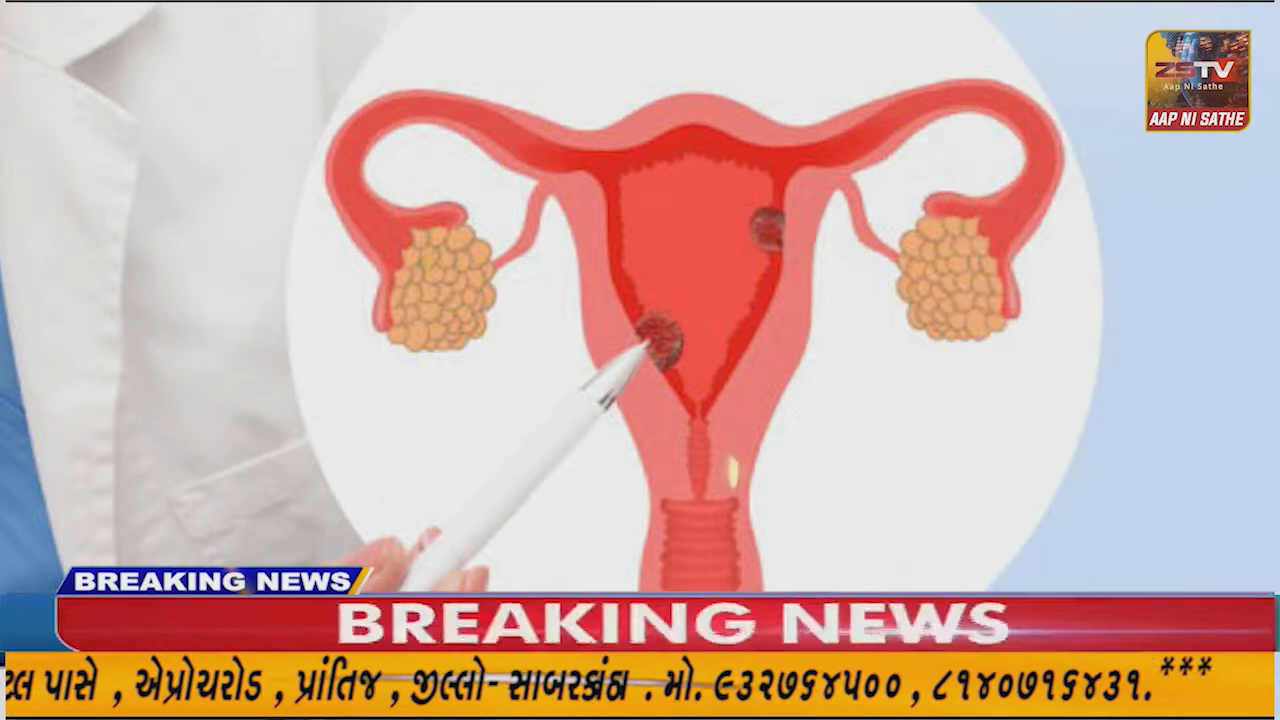 ZSTV
Aap Ni Sathe
AAP NI SATHE
BREAKING NEWS
BREAKING NEWS
પાસે , એપ્રોચરોડ , પ્રાંતિજ , જીલ્લો- સાબરકાંઠા . મો. ૯૩૨૭૬૪૫૦૦ , ૮૧૪૦૭૧૬૪૩૧.***